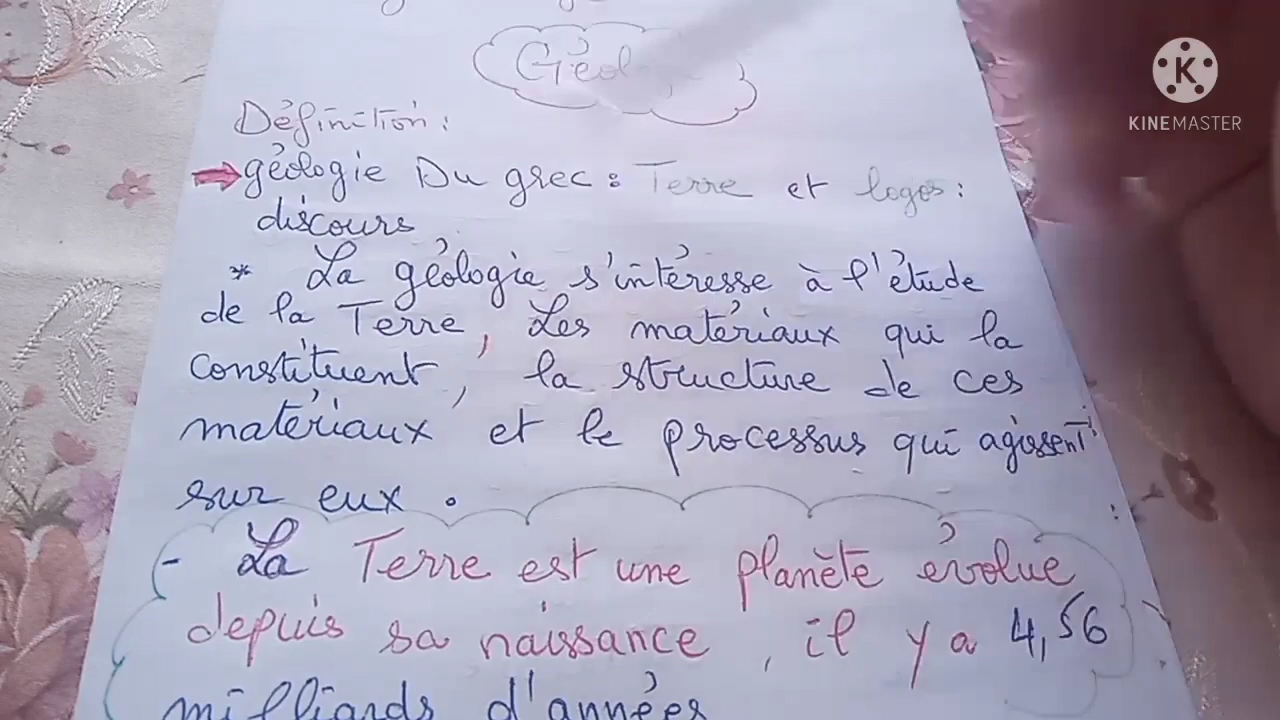 Définition :
géologie Du grec : Terre et logos :
discours
* La géologie s'intéresse à l'étude
de la Terre, Les matériaux qui la
constituent, la structure de ces
matériaux et le processus qui agissent
sur eux.
- La Terre est une planète évolue
depuis sa naissance, il y a 4,56
milliards d'années
KINEMASTER